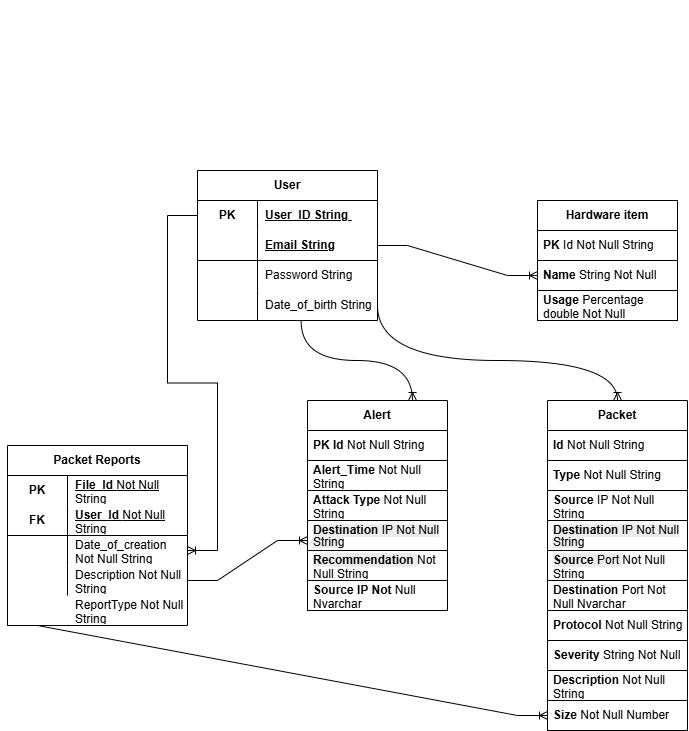 User
PK
User_ID String
Email String
Password String
Date_of_birth String
Hardware item
PK Id Not Null String
Name String Not Null
Usage Percentage
double Not Null
Packet Reports
PK
File_Id Not Null
String
FK
User_Id Not Null
String
Date_of_creation
Not Null String
Description Not Null
String
ReportType Not Null
String
Alert
PK Id Not Null String
Alert_Time Not Null
String
Attack Type Not Null
String
Destination IP Not Null
String
Recommendation Not
Null String
Source IP Not Null
Nvarchar
Packet
Id Not Null String
Type Not Null String
Source IP Not Null
String
Destination IP Not Null
String
Source Port Not Null
String
Destination Port Not
Null Nvarchar
Protocol Not Null String
Severity String Not Null
Description Not Null
String
Size Not Null Number